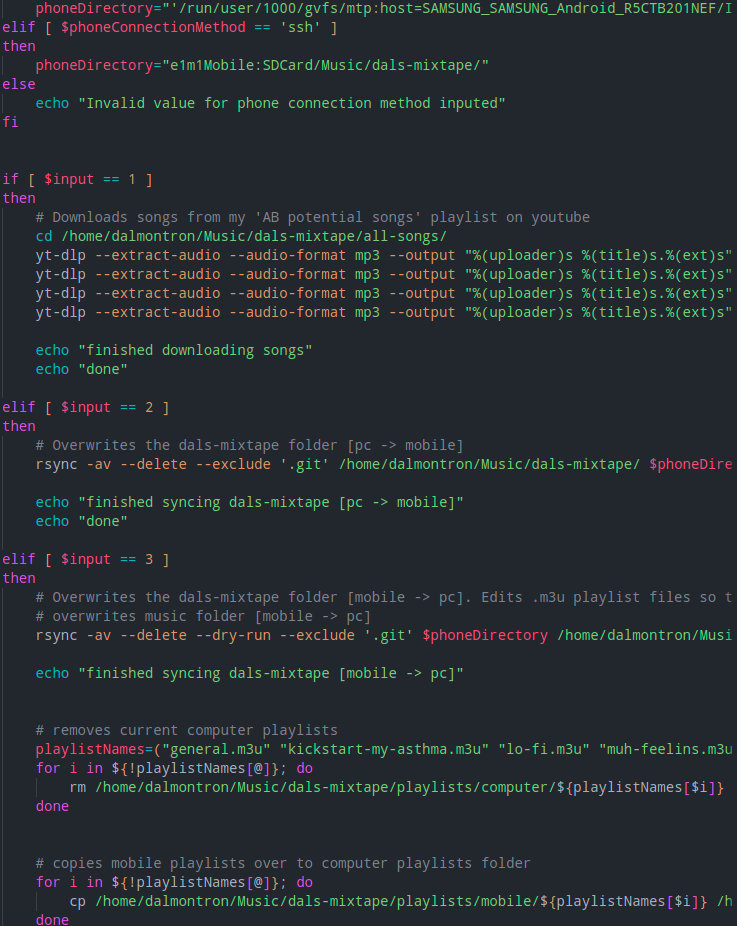 phoneDirectory="'/run/user/1000/gvfs/mtp:host=SAMSUNG_SAMSUNG_Android_R5CTB201NEF/I
elif [ $phoneConnectionMethod == 'ssh' ]
then
phoneDirectory="e1m1Mobile:SDCard/Music/dals-mixtape/"
else
echo "Invalid value for phone connection method inputed"
fi
if [ $input == 1 ]
then
# Downloads songs from my 'AB potential songs' playlist on youtube
cd /home/dalmontron/Music/dals-mixtape/all-songs/
yt-dlp --extract-audio --audio-format mp3 --output "%(uploader)s %(title)s.%(ext)s"
yt-dlp --extract-audio --audio-format mp3 --output "%(uploader)s %(title)s.%(ext)s"
yt-dlp --extract-audio --audio-format mp3 --output "%(uploader)s %(title)s.%(ext)s"
yt-dlp --extract-audio --audio-format mp3 --output "%(uploader)s %(title)s.%(ext)s"
echo "finished downloading songs"
echo "done"
elif [ $input == 2 ]
then
# Overwrites the dals-mixtape folder [pc -> mobile]
rsync -av --delete --exclude '.git' /home/dalmontron/Music/dals-mixtape/ $phoneDire
echo "finished syncing dals-mixtape [pc -> mobile]"
echo "done"
elif [ $input == 3 ]
then
# Overwrites the dals-mixtape folder [mobile -> pc]. Edits .m3u playlist files so t
# overwrites music folder [mobile -> pc]
rsync -av --delete --dry-run --exclude '.git' $phoneDirectory /home/dalmontron/Musi
echo "finished syncing dals-mixtape [mobile -> pc]"
# removes current computer playlists
playlistNames=("general.m3u" "kickstart-my-asthma.m3u" "lo-fi.m3u" "muh-feelins.m3u
for i in ${!playlistNames[@]}; do
rm /home/dalmontron/Music/dals-mixtape/playlists/computer/${playlistNames[$i]}
done
# copies mobile playlists over to computer playlists folder
for i in ${!playlistNames[@]}; do
cp /home/dalmontron/Music/dals-mixtape/playlists/mobile/${playlistNames[$i]} /h
done